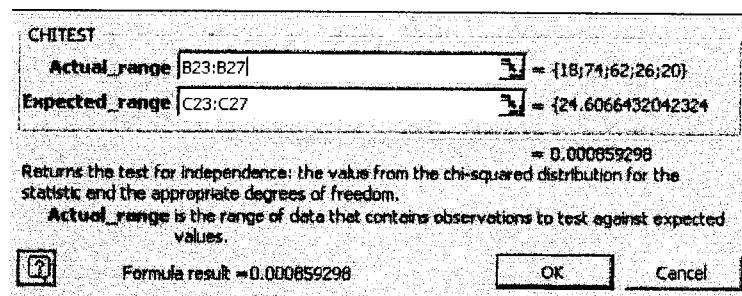 CHITEST
Actual_range B23:B27 = {18;74;62;26;20}
Expected_range C23:C27 = {24.6066432042324
= 0.000859298
Returns the test for independence: the value from the chi-squared distribution for the
statistic and the appropriate degrees of freedom.
Actual_range is the range of data that contains observations to test against expected
values.
Formula result =0.000859298 OK Cancel